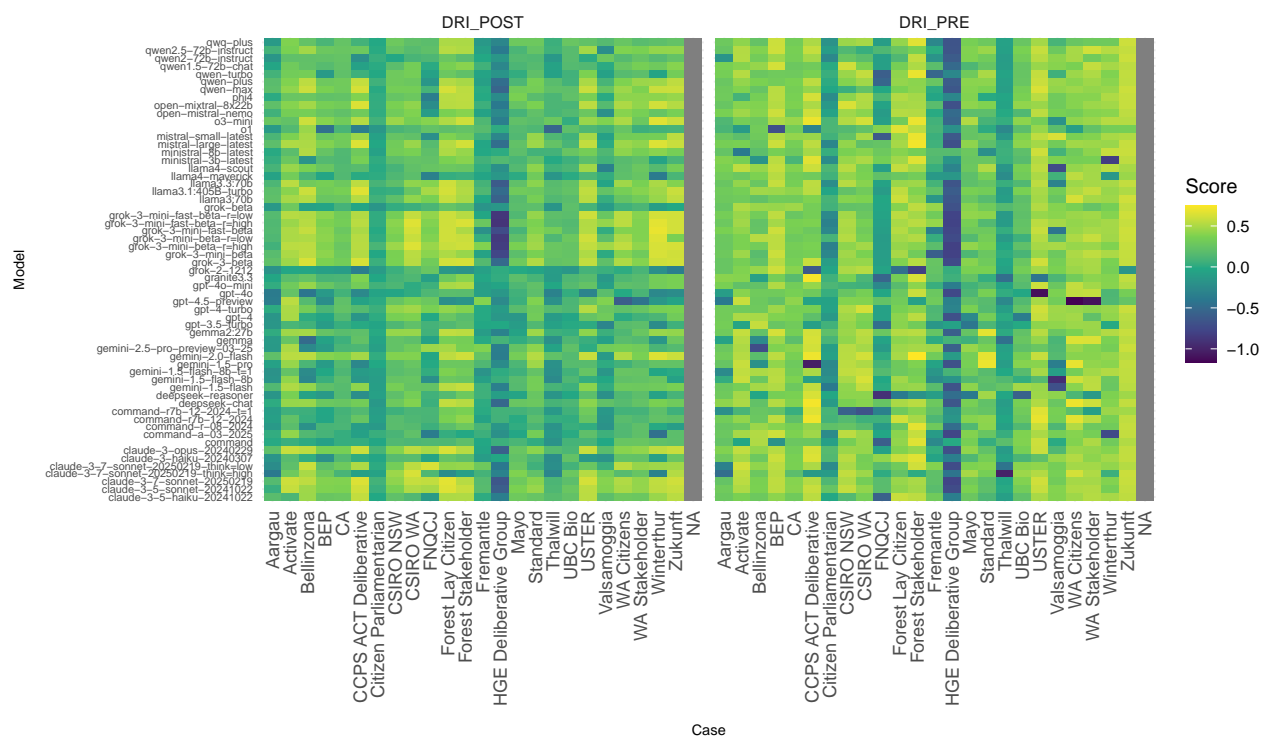 DRI_POST
DRI_PRE
qwq−plus
qwen2.5−72b−instruct
qwen2−72b−instruct
qwen1.5−72b−chat
qwen−turbo
qwen−plus
qwen−max
phi4
open−mixtral−8x22b
open−mistral−nemo
o3−mini
o1
mistral−small−latest
mistral−large−latest
ministral−8b−latest
ministral−3b−latest
llama4−scout
llama4−maverick
llama3.3:70b
llama3.1:405B−turbo
llama3:70b
grok−beta
grok−3−mini−fast−beta−r=low
grok−3−mini−fast−beta−r=high
grok−3−mini−fast−beta
grok−3−mini−beta−r=low
grok−3−mini−beta−r=high
grok−3−mini−beta
grok−3−beta
grok−2−1212
granite3.3
gpt−4o−mini
gpt−4o
gpt−4.5−preview
gpt−4−turbo
gpt−4
gpt−3.5−turbo
gemma2:27b
gemma
gemini−2.5−pro−preview−03−25
gemini−2.0−flash
gemini−1.5−pro
gemini−1.5−flash−8b−t=1
gemini−1.5−flash−8b
gemini−1.5−flash
deepseek−reasoner
deepseek−chat
command−r7b−12−2024−t=1
command−r7b−12−2024
command−r−08−2024
command−a−03−2025
command
claude−3−opus−20240229
claude−3−haiku−20240307
claude−3−7−sonnet−20250219−think=low
claude−3−7−sonnet−20250219−think=high
claude−3−7−sonnet−20250219
claude−3−5−sonnet−20241022
claude−3−5−haiku−20241022
Model
Aargau
Activate
Bellinzona
BEP
CA
CCPS ACT Deliberative
Citizen Parliamentarian
CSIRO NSW
CSIRO WA
FNQCJ
Forest Lay Citizen
Forest Stakeholder
Fremantle
HGE Deliberative Group
Mayo
Standard
Thalwill
UBC Bio
USTER
Valsamoggia
WA Citizens
WA Stakeholder
Winterthur
Zukunft
NA
Aargau
Activate
Bellinzona
BEP
CA
CCPS ACT Deliberative
Citizen Parliamentarian
CSIRO NSW
CSIRO WA
FNQCJ
Forest Lay Citizen
Forest Stakeholder
Fremantle
HGE Deliberative Group
Mayo
Standard
Thalwill
UBC Bio
USTER
Valsamoggia
WA Citizens
WA Stakeholder
Winterthur
Zukunft
NA
Case
Score
0.5
0.0
−0.5
−1.0